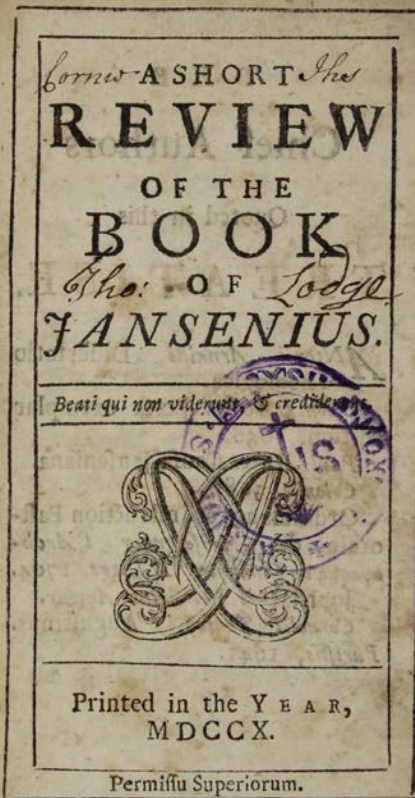 A SHORT
REVIEW
OF THE
BOOK
Tho: OF Lodge
JANSENIUS.
Beati qui non viderunt, & crediderunt.
Printed in the YEAR,
MDCCX.
Permissu Superiorum.